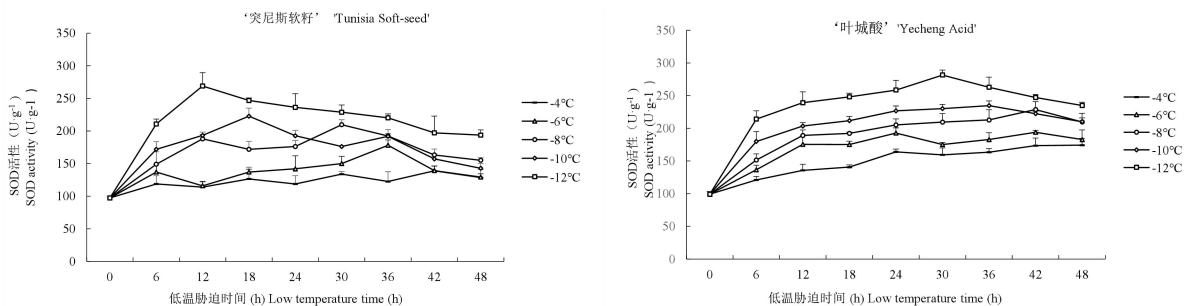 ‘突尼斯软籽’ 'Tunisia Soft-seed'
SOD活性（U·g⁻¹）
SOD activity (U·g-1)
350
300
250
200
150
100
50
0
0 6 12 18 24 30 36 42 48
低温胁迫时间 (h) Low temperature time (h)
-4℃
-6℃
-8℃
-10℃
-12℃
‘叶城酸’ 'Yecheng Acid'
SOD活性（U·g⁻¹）
SOD activity (U·g-1)
350
300
250
200
150
100
50
0
0 6 12 18 24 30 36 42 48
低温胁迫时间 (h) Low temperature time (h)
-4℃
-6℃
-8℃
-10℃
-12℃